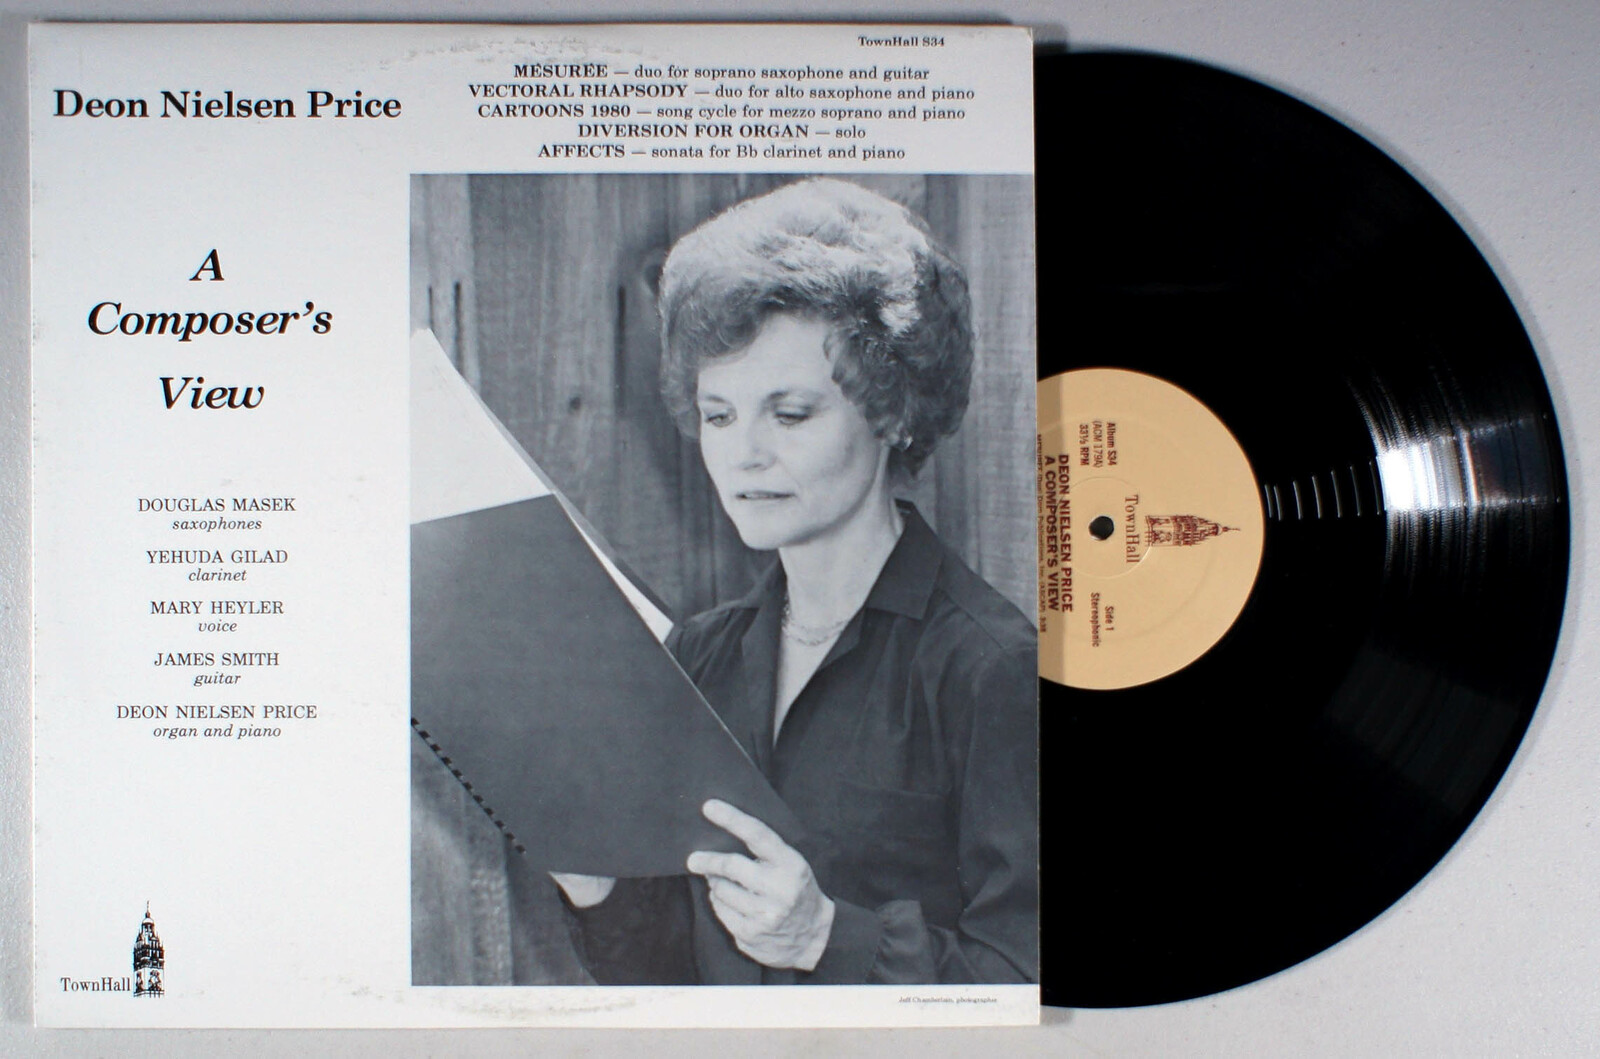 TownHall S34
Deon Nielsen Price
MESURÉE — duo for soprano saxophone and guitar
VECTORAL RHAPSODY — duo for alto saxophone and piano
CARTOONS 1980 — song cycle for mezzo soprano and piano
DIVERSION FOR ORGAN — solo
AFFECTS — sonata for Bb clarinet and piano
A
Composer's
View
DOUGLAS MASEK
saxophones
YEHUDA GILAD
clarinet
MARY HEYLER
voice
JAMES SMITH
guitar
DEON NIELSEN PRICE
organ and piano
TownHall
Jeff Chamberlain, photographer
TownHall
Album S34
(ACM 179A)
33⅓ RPM
Side 1
Stereophonic
DEON NIELSEN PRICE
A COMPOSER'S VIEW